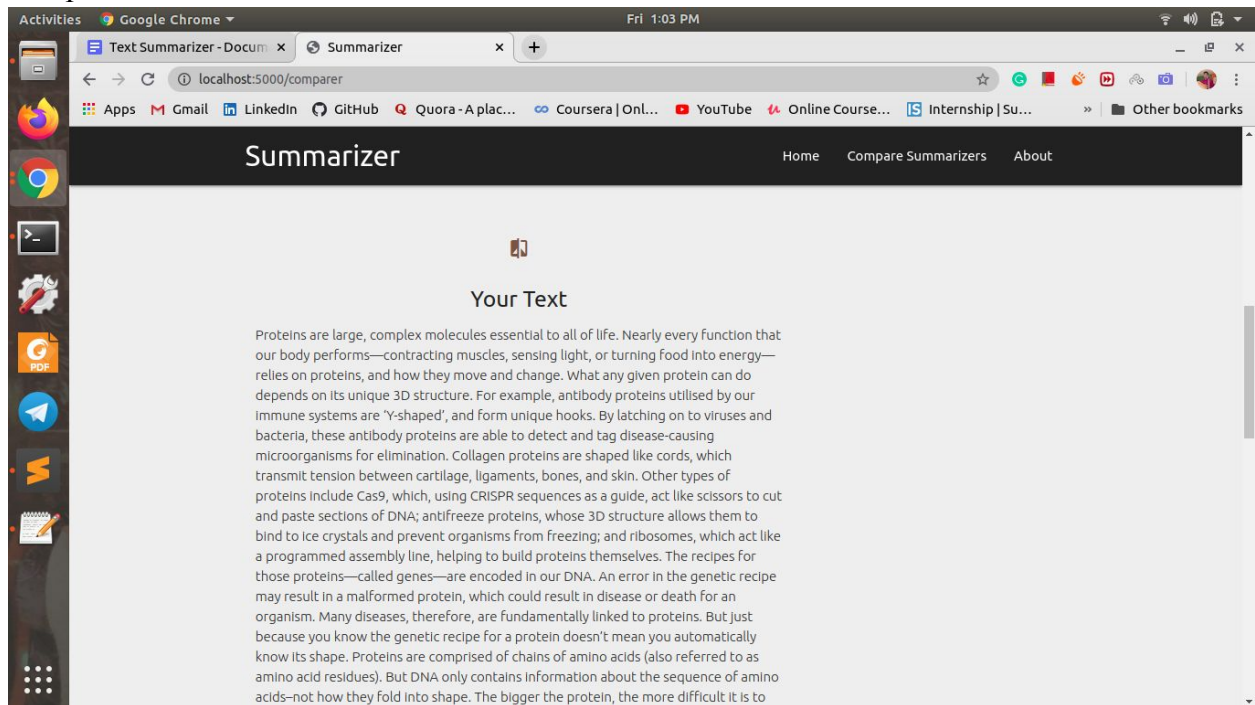 Activities Google Chrome Fri 1:03 PM
Text Summarizer - Docum Summarizer
localhost:5000/comparer
Apps Gmail LinkedIn GitHub Quora - A plac... Coursera | Onl... YouTube Online Course... Internship | Su... » Other bookmarks
Summarizer Home Compare Summarizers About
Your Text
Proteins are large, complex molecules essential to all of life. Nearly every function that
our body performs—contracting muscles, sensing light, or turning food into energy—
relies on proteins, and how they move and change. What any given protein can do
depends on its unique 3D structure. For example, antibody proteins utilised by our
immune systems are ‘Y-shaped’, and form unique hooks. By latching on to viruses and
bacteria, these antibody proteins are able to detect and tag disease-causing
microorganisms for elimination. Collagen proteins are shaped like cords, which
transmit tension between cartilage, ligaments, bones, and skin. Other types of
proteins include Cas9, which, using CRISPR sequences as a guide, act like scissors to cut
and paste sections of DNA; antifreeze proteins, whose 3D structure allows them to
bind to ice crystals and prevent organisms from freezing; and ribosomes, which act like
a programmed assembly line, helping to build proteins themselves. The recipes for
those proteins—called genes—are encoded in our DNA. An error in the genetic recipe
may result in a malformed protein, which could result in disease or death for an
organism. Many diseases, therefore, are fundamentally linked to proteins. But just
because you know the genetic recipe for a protein doesn’t mean you automatically
know its shape. Proteins are comprised of chains of amino acids (also referred to as
amino acid residues). But DNA only contains information about the sequence of amino
acids–not how they fold into shape. The bigger the protein, the more difficult it is to
PDF